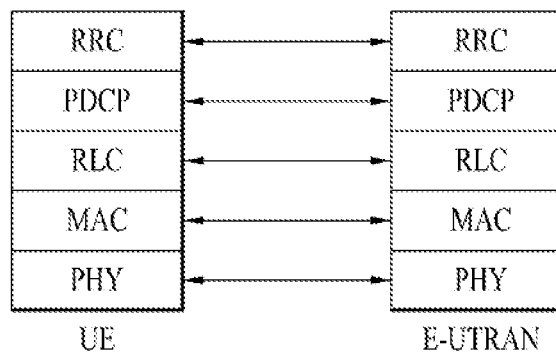 RRC RRC
PDCP PDCP
RLC RLC
MAC MAC
PHY PHY
UE E-UTRAN